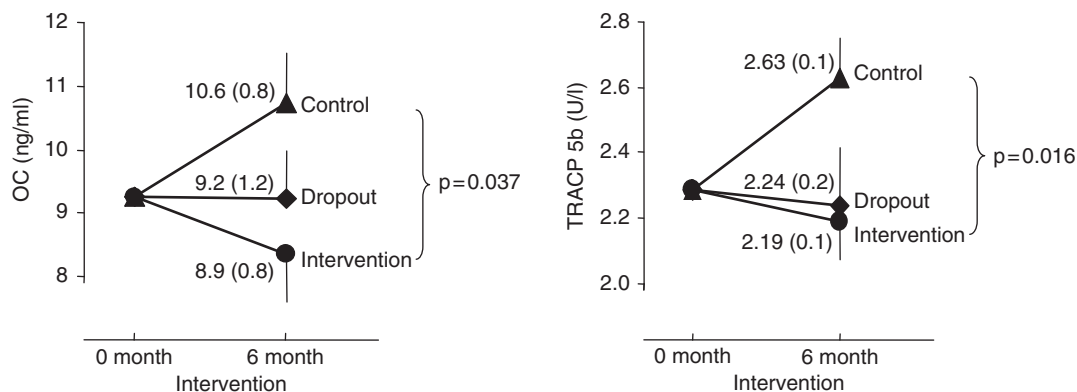 OC (ng/ml)
12
11
10
9
8
10.6 (0.8)
Control
9.2 (1.2)
Dropout
8.9 (0.8)
Intervention
p=0.037
0 month
6 month
Intervention
TRACP 5b (U/l)
2.8
2.6
2.4
2.2
2.0
2.63 (0.1)
Control
2.24 (0.2)
Dropout
2.19 (0.1)
Intervention
p=0.016
0 month
6 month
Intervention